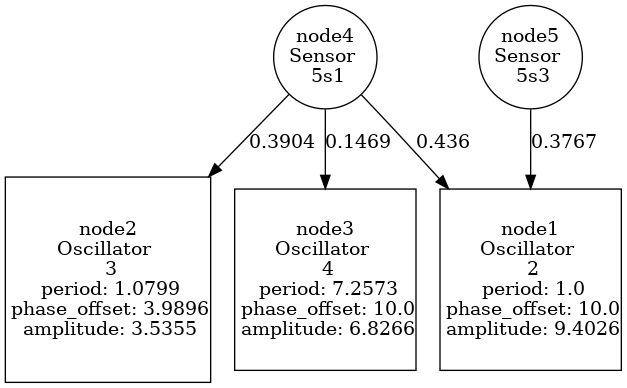 node4
Sensor
5s1
node5
Sensor
5s3
0.3904
0.1469
0.436
0.3767
node2
Oscillator
3
period: 1.0799
phase_offset: 3.9896
amplitude: 3.5355
node3
Oscillator
4
period: 7.2573
phase_offset: 10.0
amplitude: 6.8266
node1
Oscillator
2
period: 1.0
phase_offset: 10.0
amplitude: 9.4026